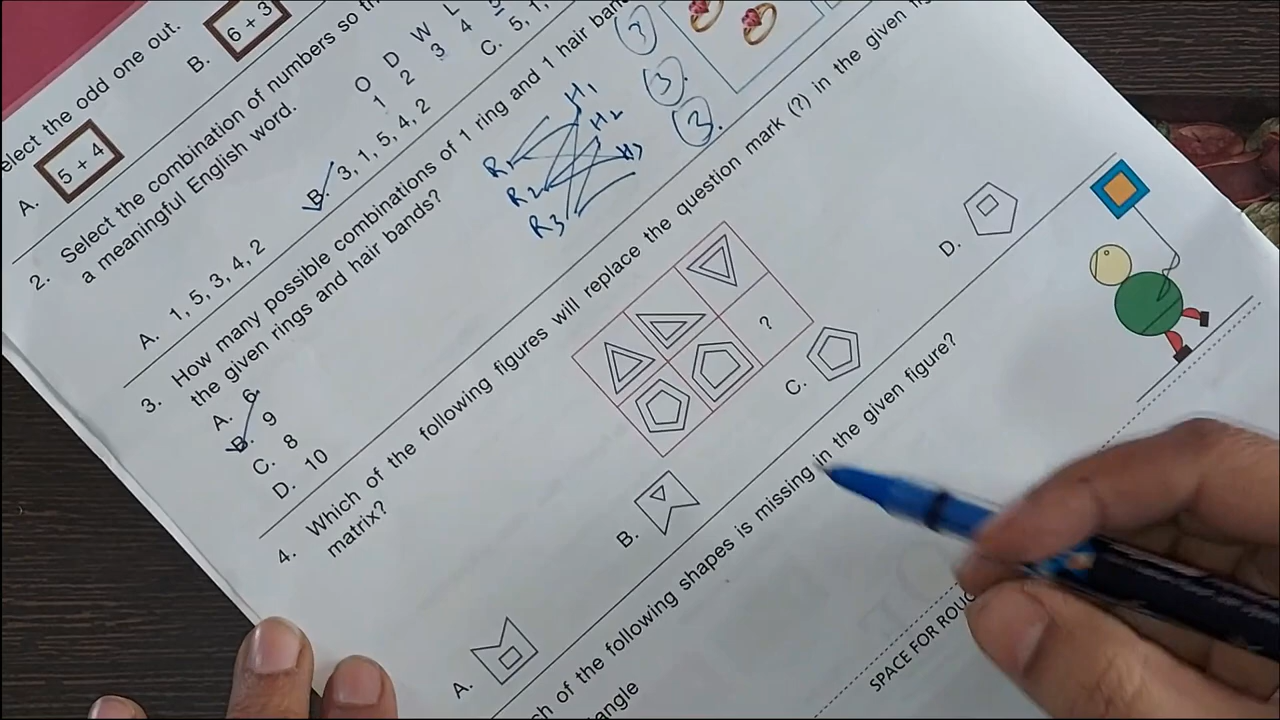 elect the odd one out.
A. 5 + 4
B. 6 + 3
2. Select the combination of numbers so
a meaningful English word.
O D W L
1 2 3 4 5
A. 1, 5, 3, 4, 2
B. 3, 1, 5, 4, 2
C. 5, 1,
3. How many possible combinations of 1 ring and 1 hair band
the given rings and hair bands?
A. 6
B. 9
C. 8
D. 10
R1 H1
R2 H2
R3 H3
3
3
3
4. Which of the following figures will replace the question mark (?) in the given
matrix?
?
A.
B.
C.
D.
ch of the following shapes is missing in the given figure?
angle
SPACE FOR ROUG